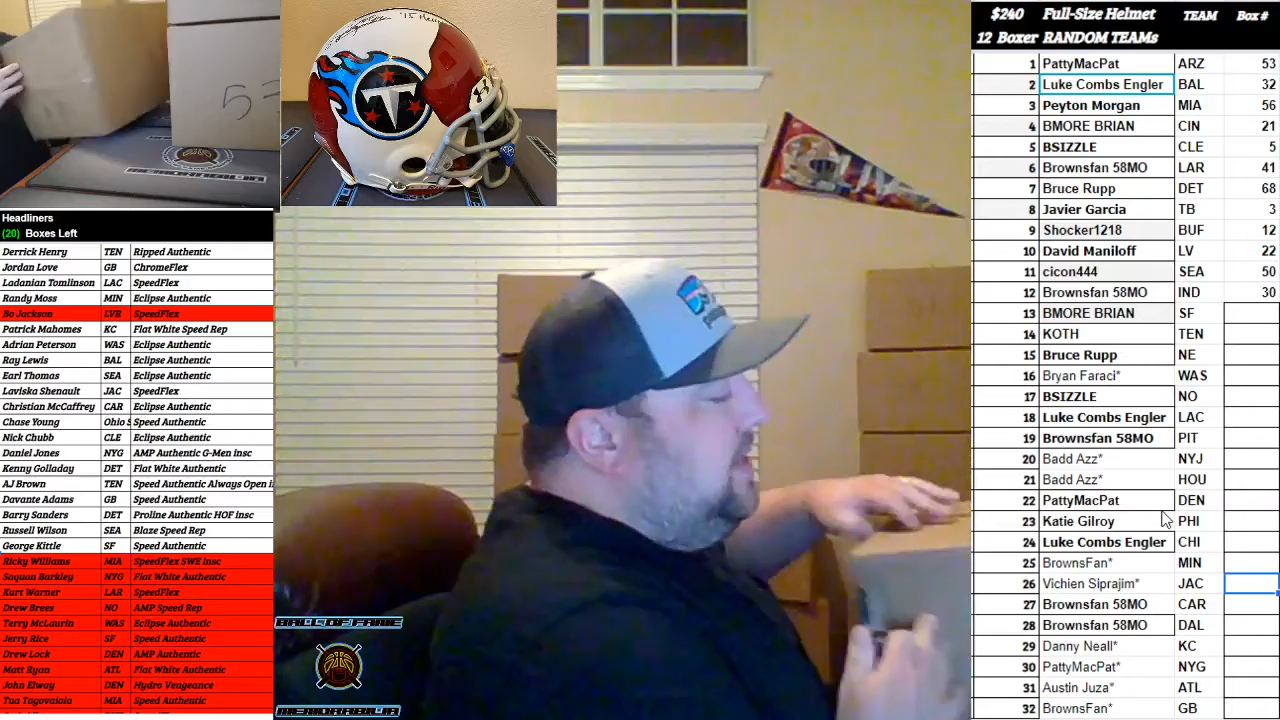 5
'15 Heis
T
BALL OF FAME
MEMORABILIA
Headliners
(20) Boxes Left
Derrick Henry TEN Ripped Authentic
Jordan Love GB ChromeFlex
Ladanian Tomlinson LAC SpeedFlex
Randy Moss MIN Eclipse Authentic
Bo Jackson LVR SpeedFlex
Patrick Mahomes KC Flat White Speed Rep
Adrian Peterson WAS Eclipse Authentic
Ray Lewis BAL Eclipse Authentic
Earl Thomas SEA Eclipse Authentic
Laviska Shenault JAC SpeedFlex
Christian McCaffrey CAR Eclipse Authentic
Chase Young Ohio S Speed Authentic
Nick Chubb CLE Eclipse Authentic
Daniel Jones NYG AMP Authentic G-Men insc
Kenny Golladay DET Flat White Authentic
AJ Brown TEN Speed Authentic Always Open i
Davante Adams GB Speed Authentic
Barry Sanders DET Proline Authentic HOF insc
Russell Wilson SEA Blaze Speed Rep
George Kittle SF Speed Authentic
Ricky Williams MIA SpeedFlex SWE insc
Saquon Barkley NYG Flat White Authentic
Kurt Warner LAR SpeedFlex
Drew Brees NO AMP Speed Rep
Terry McLaurin WAS Eclipse Authentic
Jerry Rice SF Speed Authentic
Drew Lock DEN AMP Authentic
Matt Ryan ATL Flat White Authentic
John Elway DEN Hydro Vengeance
Tua Tagovaiola MIA Speed Authentic
$240 Full-Size Helmet TEAM Box #
12 Boxer RANDOM TEAMs
1 PattyMacPat ARZ 53
2 Luke Combs Engler BAL 32
3 Peyton Morgan MIA 56
4 BMORE BRIAN CIN 21
5 BSIZZLE CLE 5
6 Brownsfan 58MO LAR 41
7 Bruce Rupp DET 68
8 Javier Garcia TB 3
9 Shocker1218 BUF 12
10 David Maniloff LV 22
11 cicon444 SEA 50
12 Brownsfan 58MO IND 30
13 BMORE BRIAN SF
14 KOTH TEN
15 Bruce Rupp NE
16 Bryan Faraci* WAS
17 BSIZZLE NO
18 Luke Combs Engler LAC
19 Brownsfan 58MO PIT
20 Badd Azz* NYJ
21 Badd Azz* HOU
22 PattyMacPat DEN
23 Katie Gilroy PHI
24 Luke Combs Engler CHI
25 BrownsFan* MIN
26 Vichien Siprajim* JAC
27 Brownsfan 58MO CAR
28 Brownsfan 58MO DAL
29 Danny Neall* KC
30 PattyMacPat* NYG
31 Austin Juza* ATL
32 BrownsFan* GB